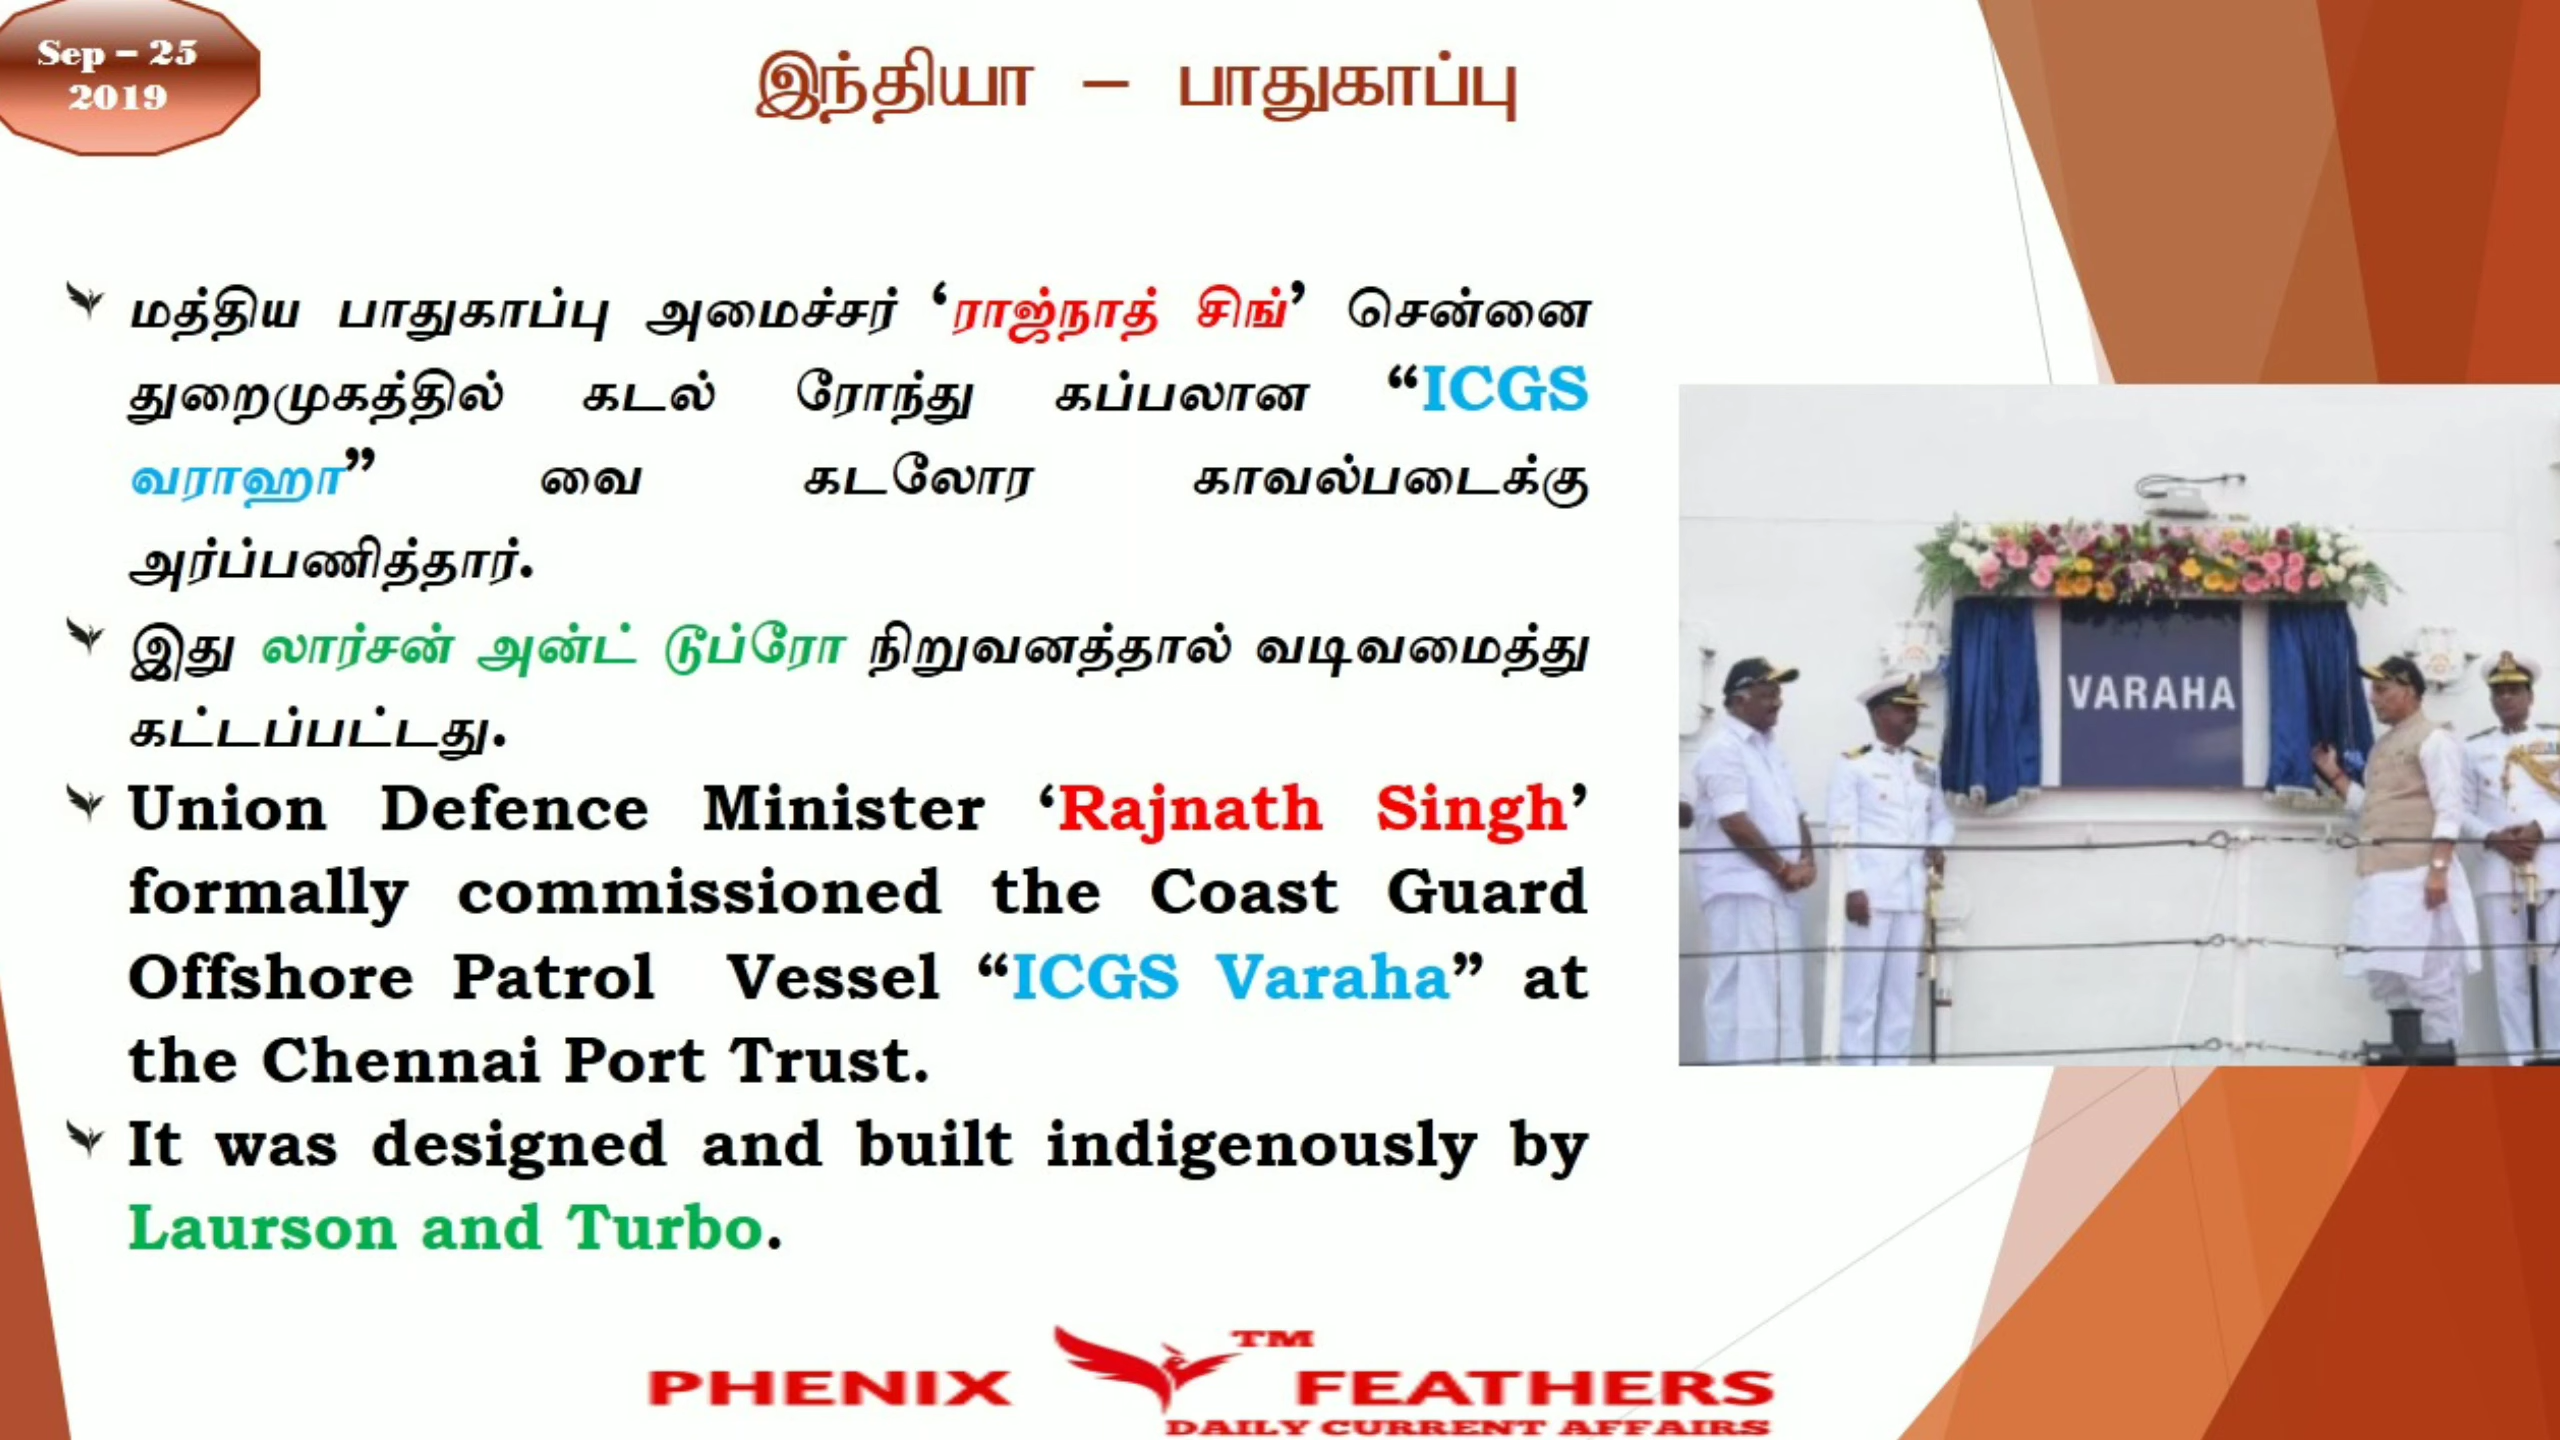 Sep – 25
2019
இந்தியா – பாதுகாப்பு
மத்திய பாதுகாப்பு அமைச்சர் ‘ராஜ்நாத் சிங்’ சென்னை
துறைமுகத்தில் கடல் ரோந்து கப்பலான “ICGS
வராஹா” வை கடலோர காவல்படைக்கு
அர்ப்பணித்தார்.
இது லார்சன் அன்ட் டூப்ரோ நிறுவனத்தால் வடிவமைத்து
கட்டப்பட்டது.
Union Defence Minister ‘Rajnath Singh’
formally commissioned the Coast Guard
Offshore Patrol Vessel “ICGS Varaha” at
the Chennai Port Trust.
It was designed and built indigenously by
Laurson and Turbo.
VARAHA
PHENIX FEATHERS TM
DAILY CURRENT AFFAIRS